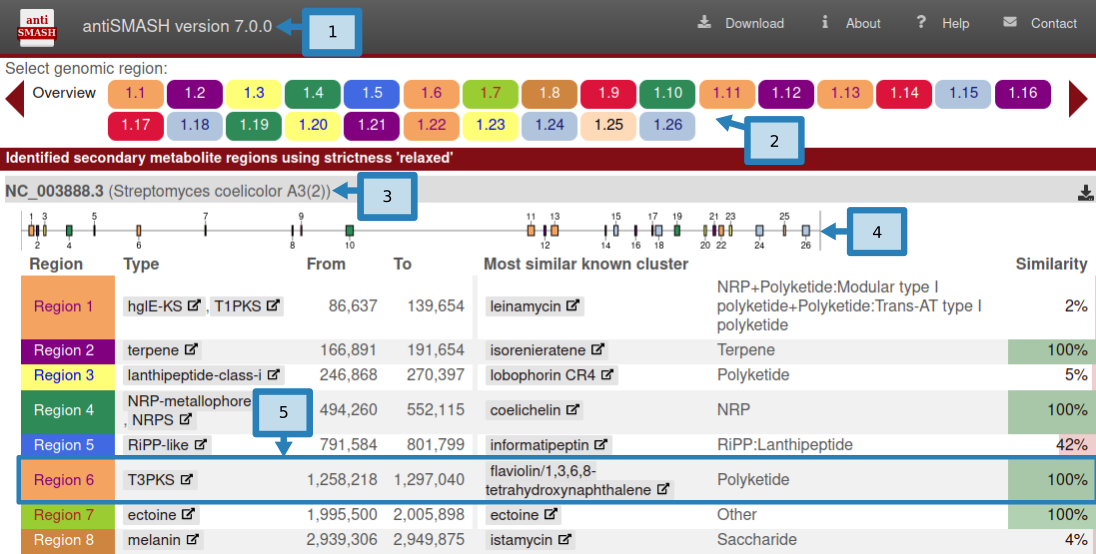 anti
SMASH
antiSMASH version 7.0.0
1
Download
About
Help
Contact
Select genomic region:
Overview 1.1 1.2 1.3 1.4 1.5 1.6 1.7 1.8 1.9 1.10 1.11 1.12 1.13 1.14 1.15 1.16
1.17 1.18 1.19 1.20 1.21 1.22 1.23 1.24 1.25 1.26
2
Identified secondary metabolite regions using strictness 'relaxed'
NC_003888.3 (Streptomyces coelicolor A3(2))
3
1 3 5 7 9 11 13 15 17 19 21 23 25
2 4 6 8 10 12 14 16 18 20 22 24 26
4
Region Type From To Most similar known cluster Similarity
Region 1 hglE-KS , T1PKS 86,637 139,654 leinamycin NRP+Polyketide:Modular type I
polyketide+Polyketide:Trans-AT type I
polyketide 2%
Region 2 terpene 166,891 191,654 isorenieratene Terpene 100%
Region 3 lanthipeptide-class-i 246,868 270,397 lobophorin CR4 Polyketide 5%
Region 4 NRP-metallophore
, NRPS 494,260 552,115 coelichelin NRP 100%
5
Region 5 RiPP-like 791,584 801,799 informatipeptin RiPP:Lanthipeptide 42%
Region 6 T3PKS 1,258,218 1,297,040 flaviolin/1,3,6,8-
tetrahydroxynaphthalene Polyketide 100%
Region 7 ectoine 1,995,500 2,005,898 ectoine Other 100%
Region 8 melanin 2,939,306 2,949,875 istamycin Saccharide 4%